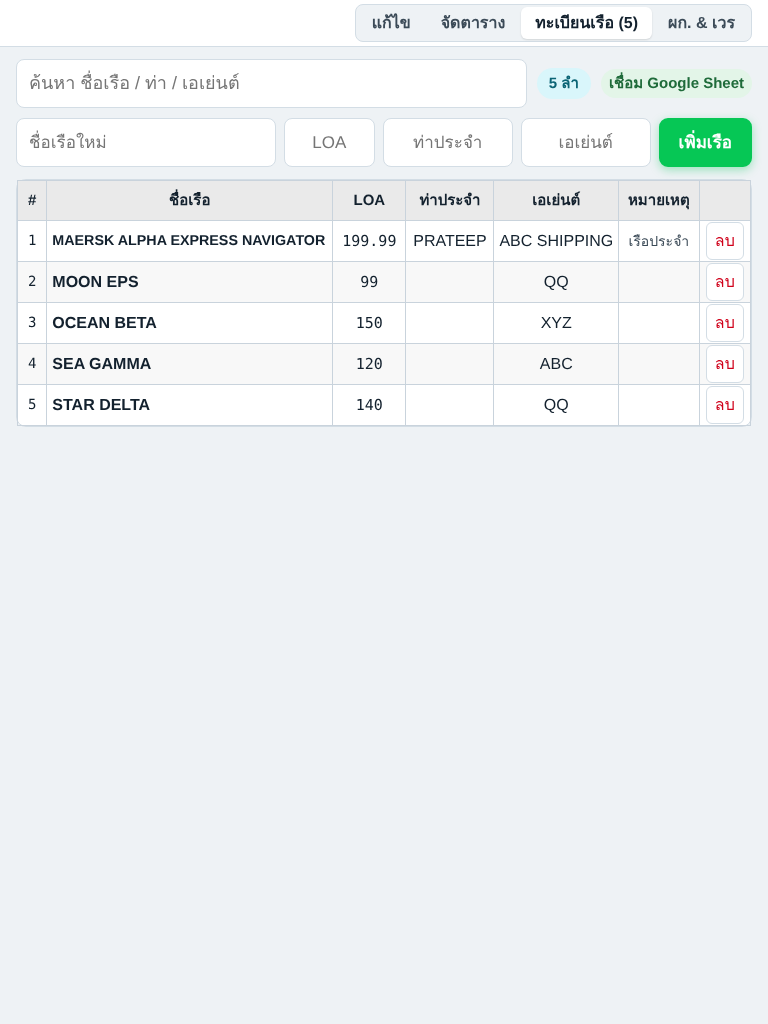 แก้ไข จัดตาราง ทะเบียนเรือ (5) ผก. & เวร
ค้นหา ชื่อเรือ / ท่า / เอเย่นต์ 5 ลำ เชื่อม Google Sheet
ชื่อเรือใหม่ LOA ท่าประจำ เอเย่นต์ เพิ่มเรือ
# ชื่อเรือ LOA ท่าประจำ เอเย่นต์ หมายเหตุ
1 MAERSK ALPHA EXPRESS NAVIGATOR 199.99 PRATEEP ABC SHIPPING เรือประจำ ลบ
2 MOON EPS 99 QQ ลบ
3 OCEAN BETA 150 XYZ ลบ
4 SEA GAMMA 120 ABC ลบ
5 STAR DELTA 140 QQ ลบ